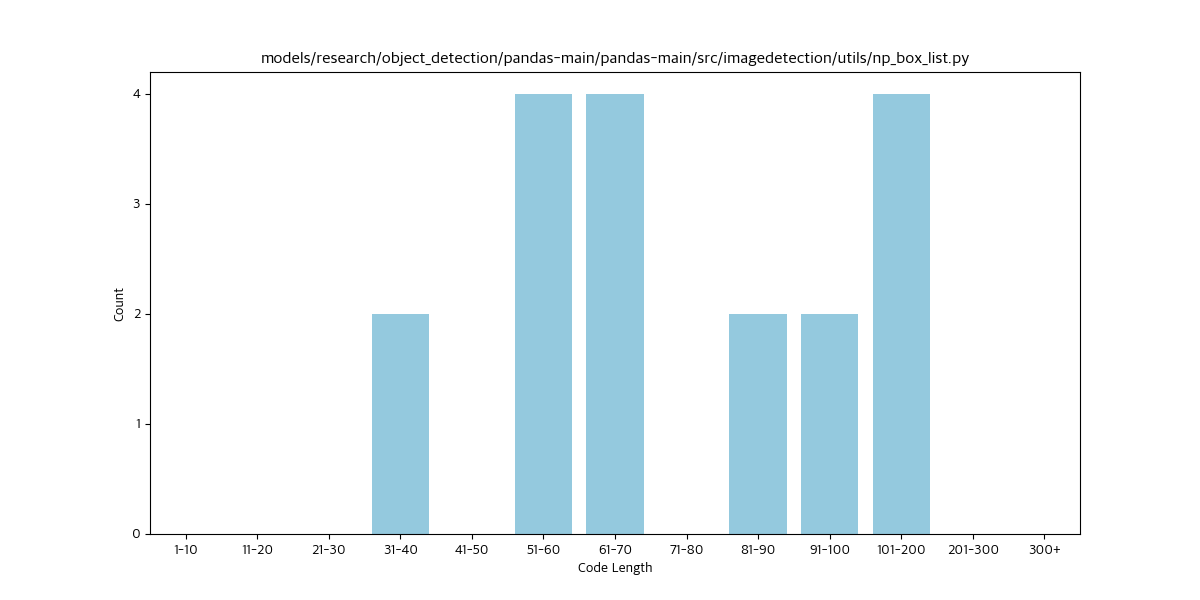 models/research/object_detection/pandas-main/pandas-main/src/imagedetection/utils/np_box_list.py
4
3
2
1
0
Count
1-10 11-20 21-30 31-40 41-50 51-60 61-70 71-80 81-90 91-100 101-200 201-300 300+
Code Length